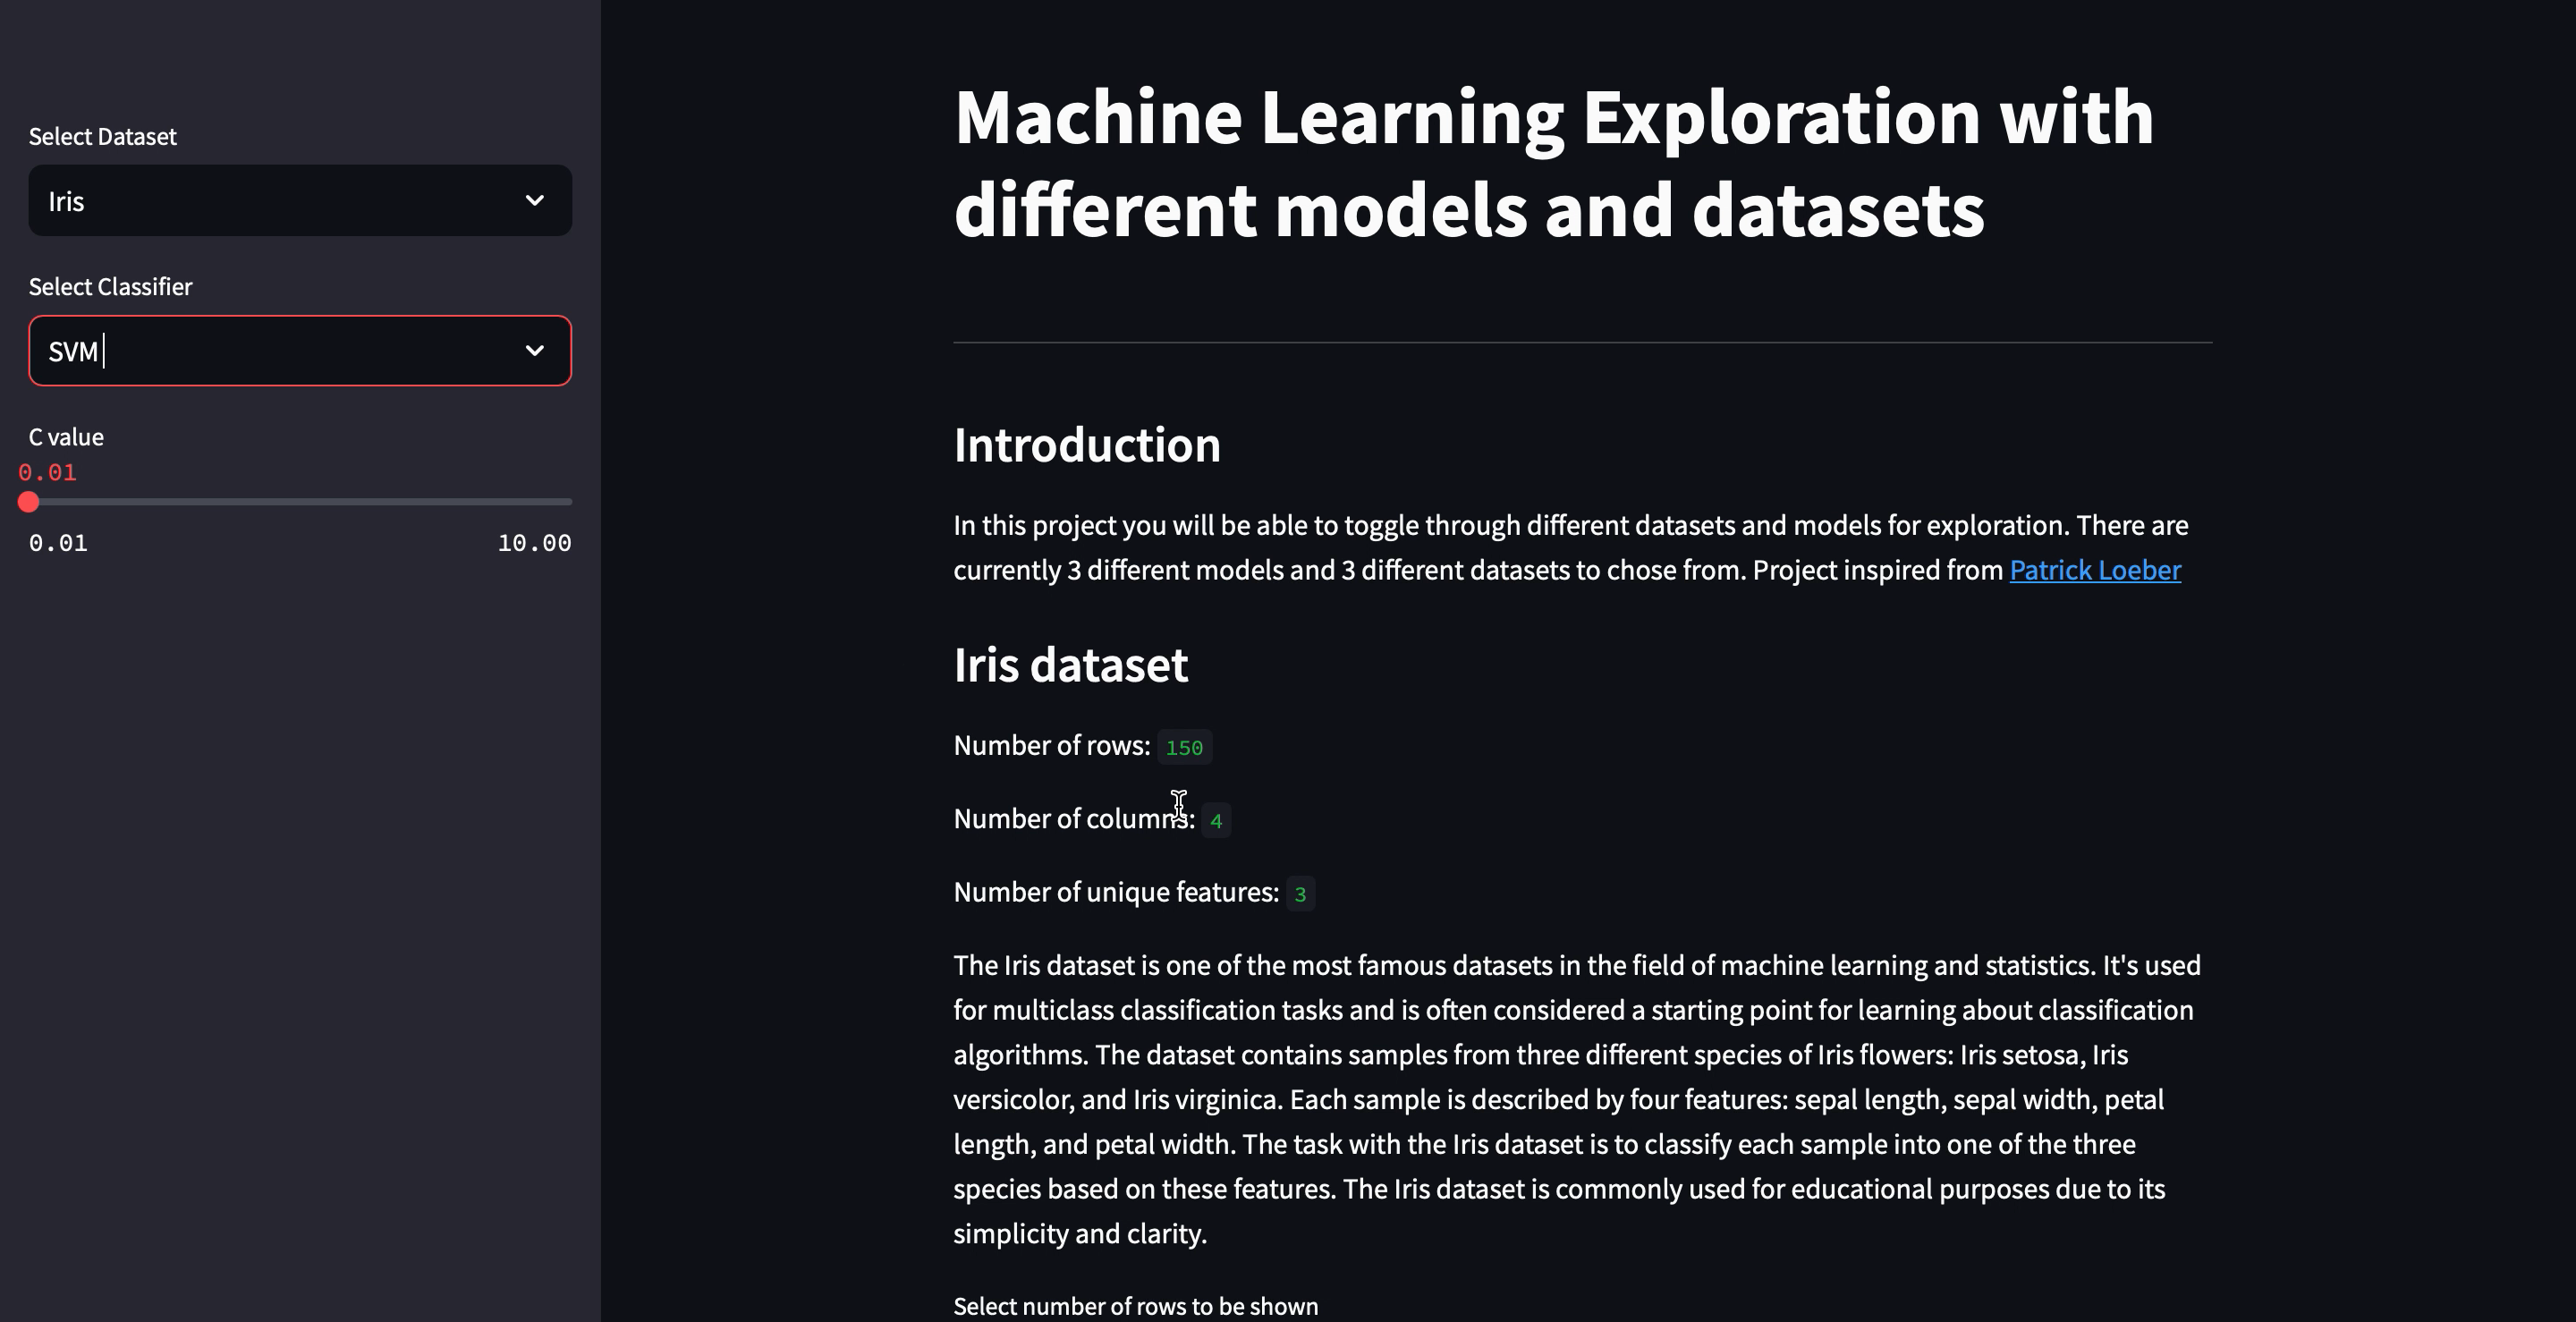 Select Dataset
Iris
Select Classifier
SVM
C value
0.01
0.01 10.00
Machine Learning Exploration with
different models and datasets
Introduction
In this project you will be able to toggle through different datasets and models for exploration. There are
currently 3 different models and 3 different datasets to chose from. Project inspired from Patrick Loeber
Iris dataset
Number of rows: 150
Number of columns: 4
Number of unique features: 3
The Iris dataset is one of the most famous datasets in the field of machine learning and statistics. It's used
for multiclass classification tasks and is often considered a starting point for learning about classification
algorithms. The dataset contains samples from three different species of Iris flowers: Iris setosa, Iris
versicolor, and Iris virginica. Each sample is described by four features: sepal length, sepal width, petal
length, and petal width. The task with the Iris dataset is to classify each sample into one of the three
species based on these features. The Iris dataset is commonly used for educational purposes due to its
simplicity and clarity.
Select number of rows to be shown